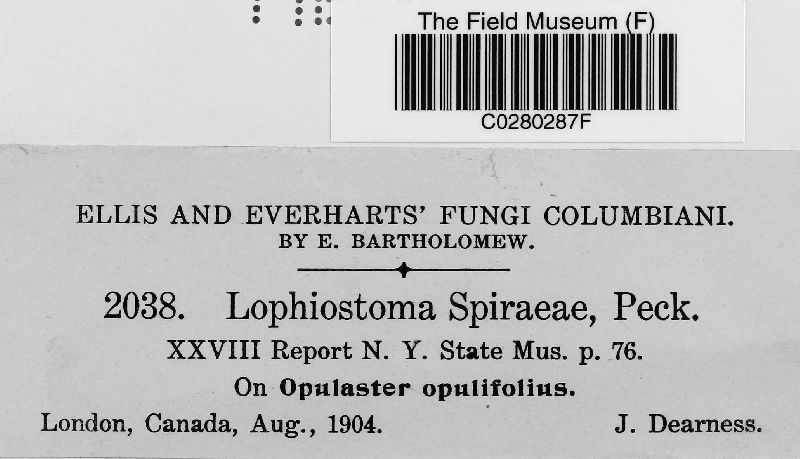 The Field Museum (F)
C0280287F
ELLIS AND EVERHARTS' FUNGI COLUMBIANI.
BY E. BARTHOLOMEW.
2038. Lophiostoma Spiraeae, Peck.
XXVIII Report N. Y. State Mus. p. 76.
On Opulaster opulifolius.
London, Canada, Aug., 1904. J. Dearness.